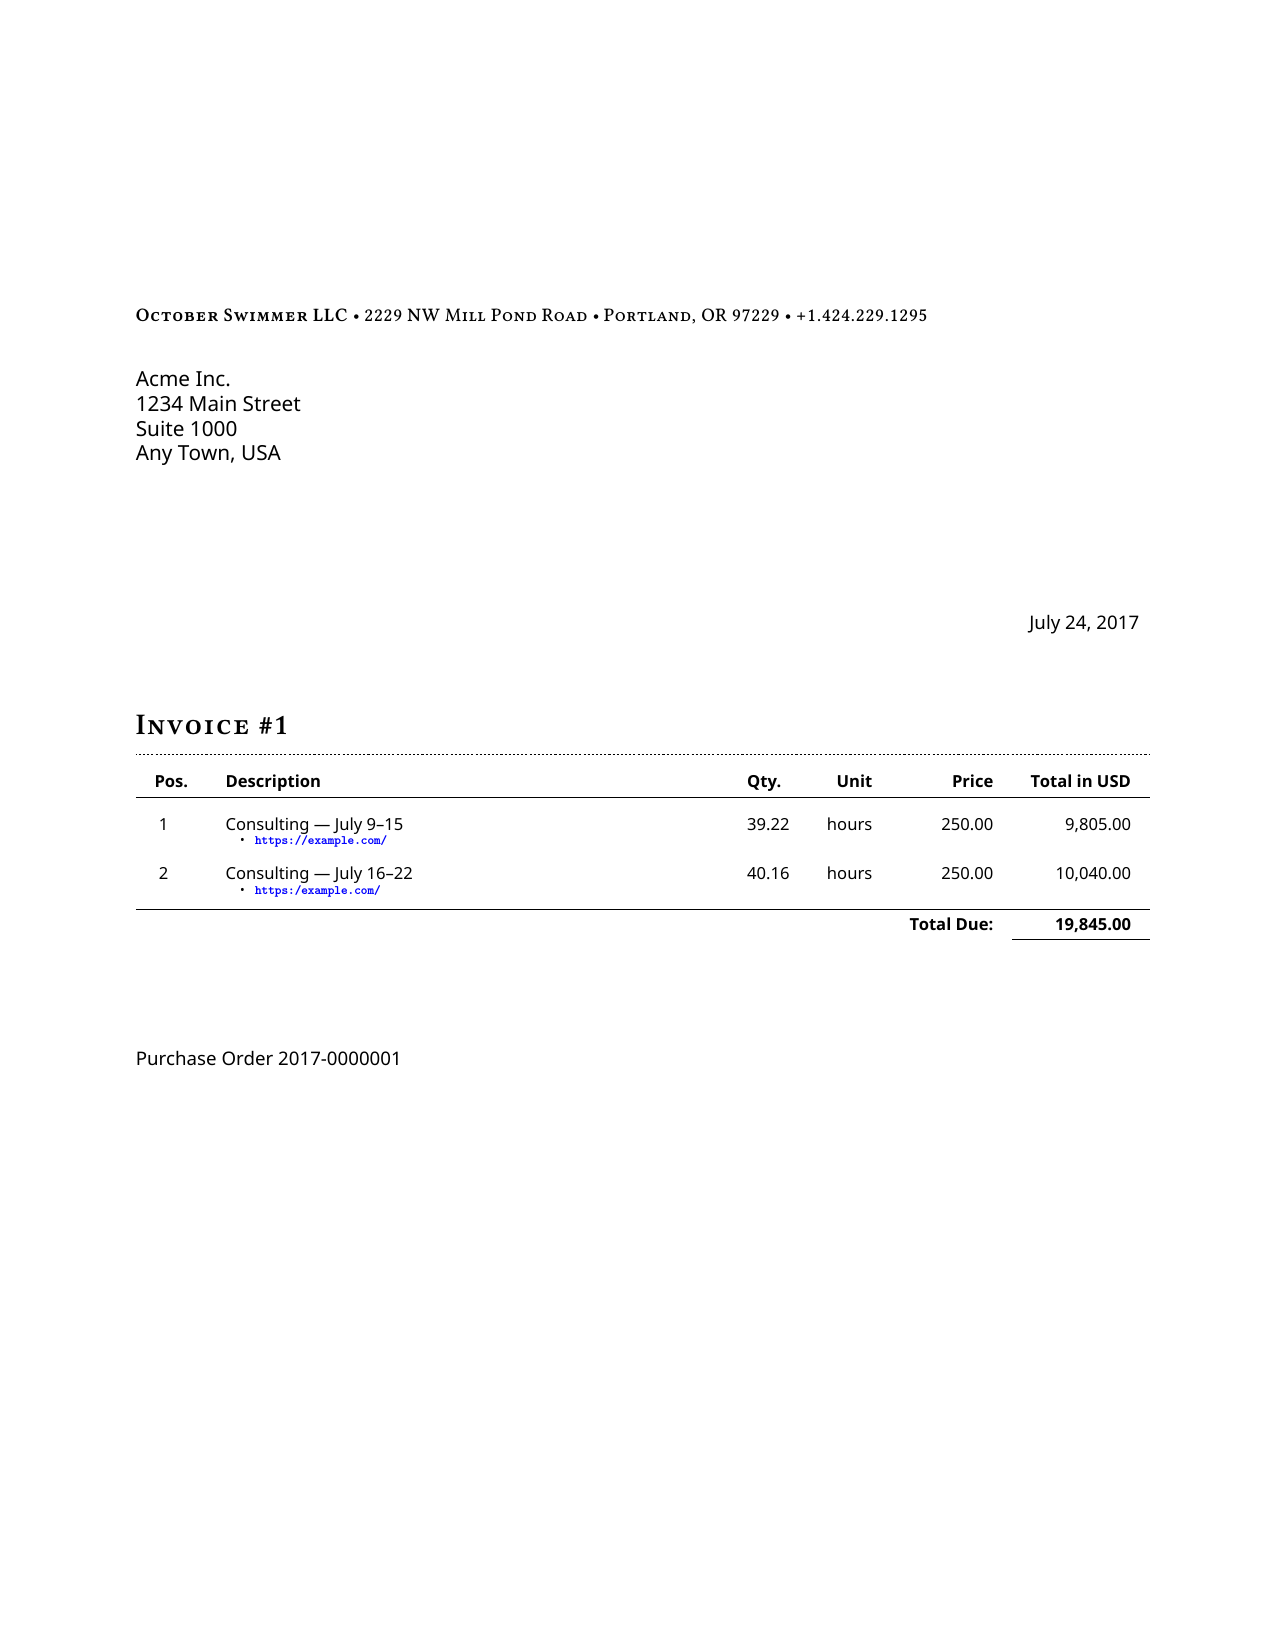 October Swimmer LLC • 2229 NW Mill Pond Road • Portland, OR 97229 • +1.424.229.1295
Acme Inc.
1234 Main Street
Suite 1000
Any Town, USA
July 24, 2017
Invoice #1
Pos. Description Qty. Unit Price Total in USD
1 Consulting — July 9–15 39.22 hours 250.00 9,805.00
• https://example.com/
2 Consulting — July 16–22 40.16 hours 250.00 10,040.00
• https:/example.com/
Total Due: 19,845.00
Purchase Order 2017-0000001